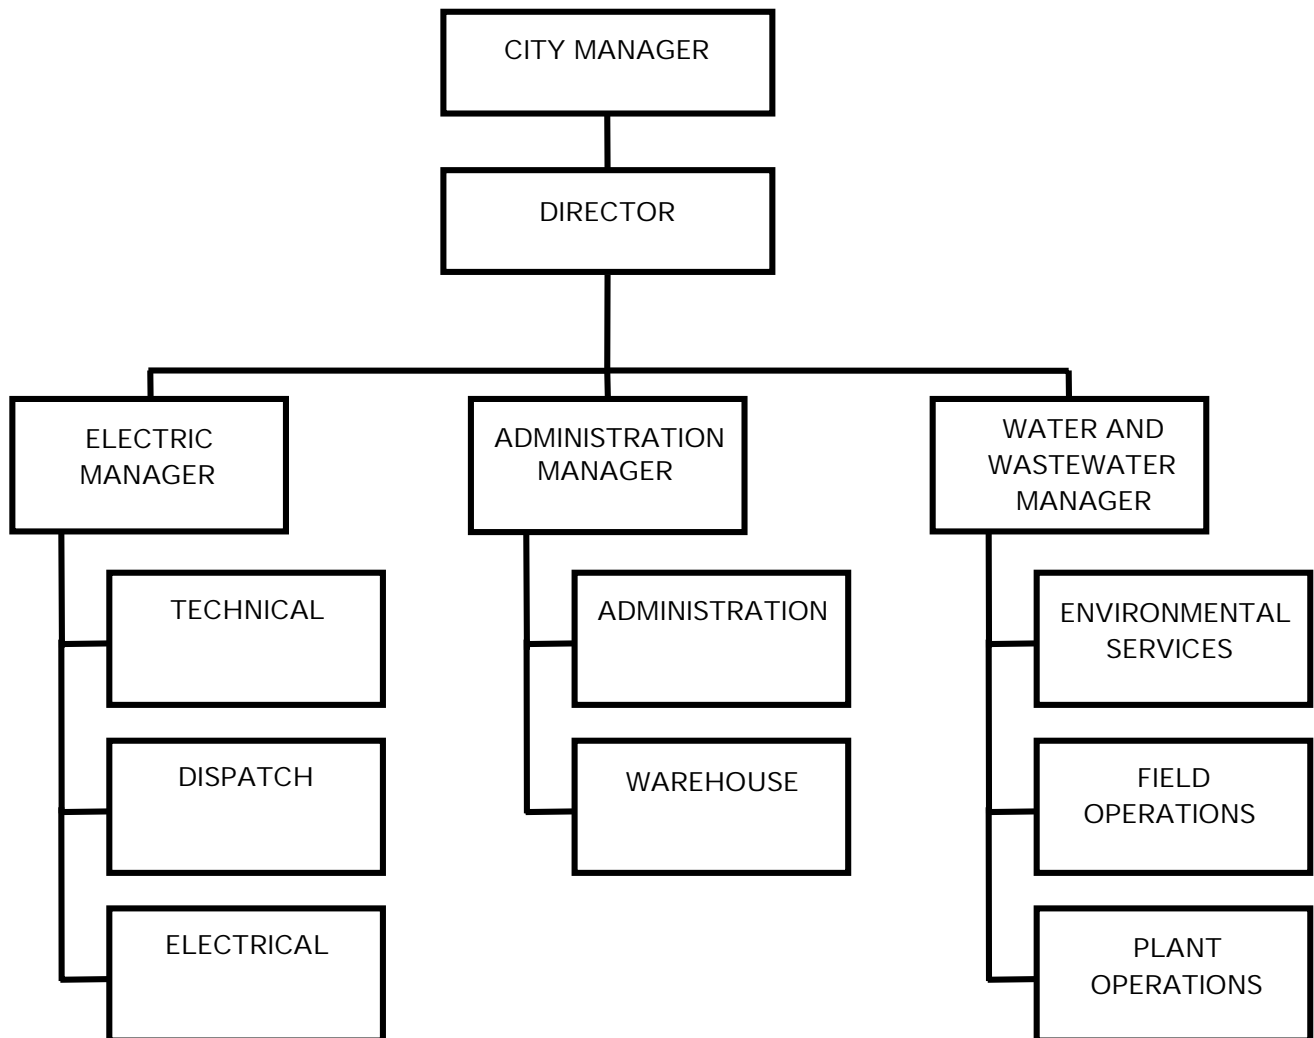 CITY MANAGER
DIRECTOR
ELECTRIC
MANAGER
ADMINISTRATION
MANAGER
WATER AND
WASTEWATER
MANAGER
TECHNICAL
ADMINISTRATION
ENVIRONMENTAL
SERVICES
DISPATCH
WAREHOUSE
FIELD
OPERATIONS
ELECTRICAL
PLANT
OPERATIONS